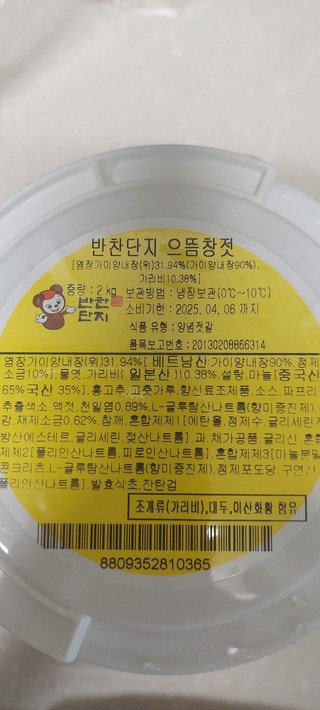 반찬단지 으뜸창젓
[염장가이양내장(위)31.94%(가이양내장90%),
가리비10.38%]
중량 : 2 kg 보관방법 : 냉장보관(0℃~10℃)
반찬
단지
소비기한 : 2025. 04. 06 까지
식품 유형 : 양념젓갈
품목보고번호 : 20130208866314
염장가이양내장(위)31.94%[ 베트남산가이양내장90%, 정제
소금10%], 물엿, 가리비( 일본산 )10.38%, 설탕, 마늘(중국산
65%국산 35%], 홍고추, 고춧가루, 향신료조제품, 소스, 파프리
추출색소, 액젓, 천일염0.89%, L-글루탐산나트륨(향미증진제),
강, 재제소금0.62%, 참깨, 혼합제제1[에탄올, 정제수, 글리세린지
방산에스테르, 글리세린, 젖산나트륨], 과.채가공품, 글리신, 혼합
제제2[폴리인산나트륨, 피로인산나트륨], 혼합제제3[마늘분말
콘크리츠, L-글루탐산나트륨(향미증진제), 정제포도당, 구연산,
폴리인산나트륨], 발효식초, 잔탄검
조개류(가리비),대두,이산화황 함유
8809352810365